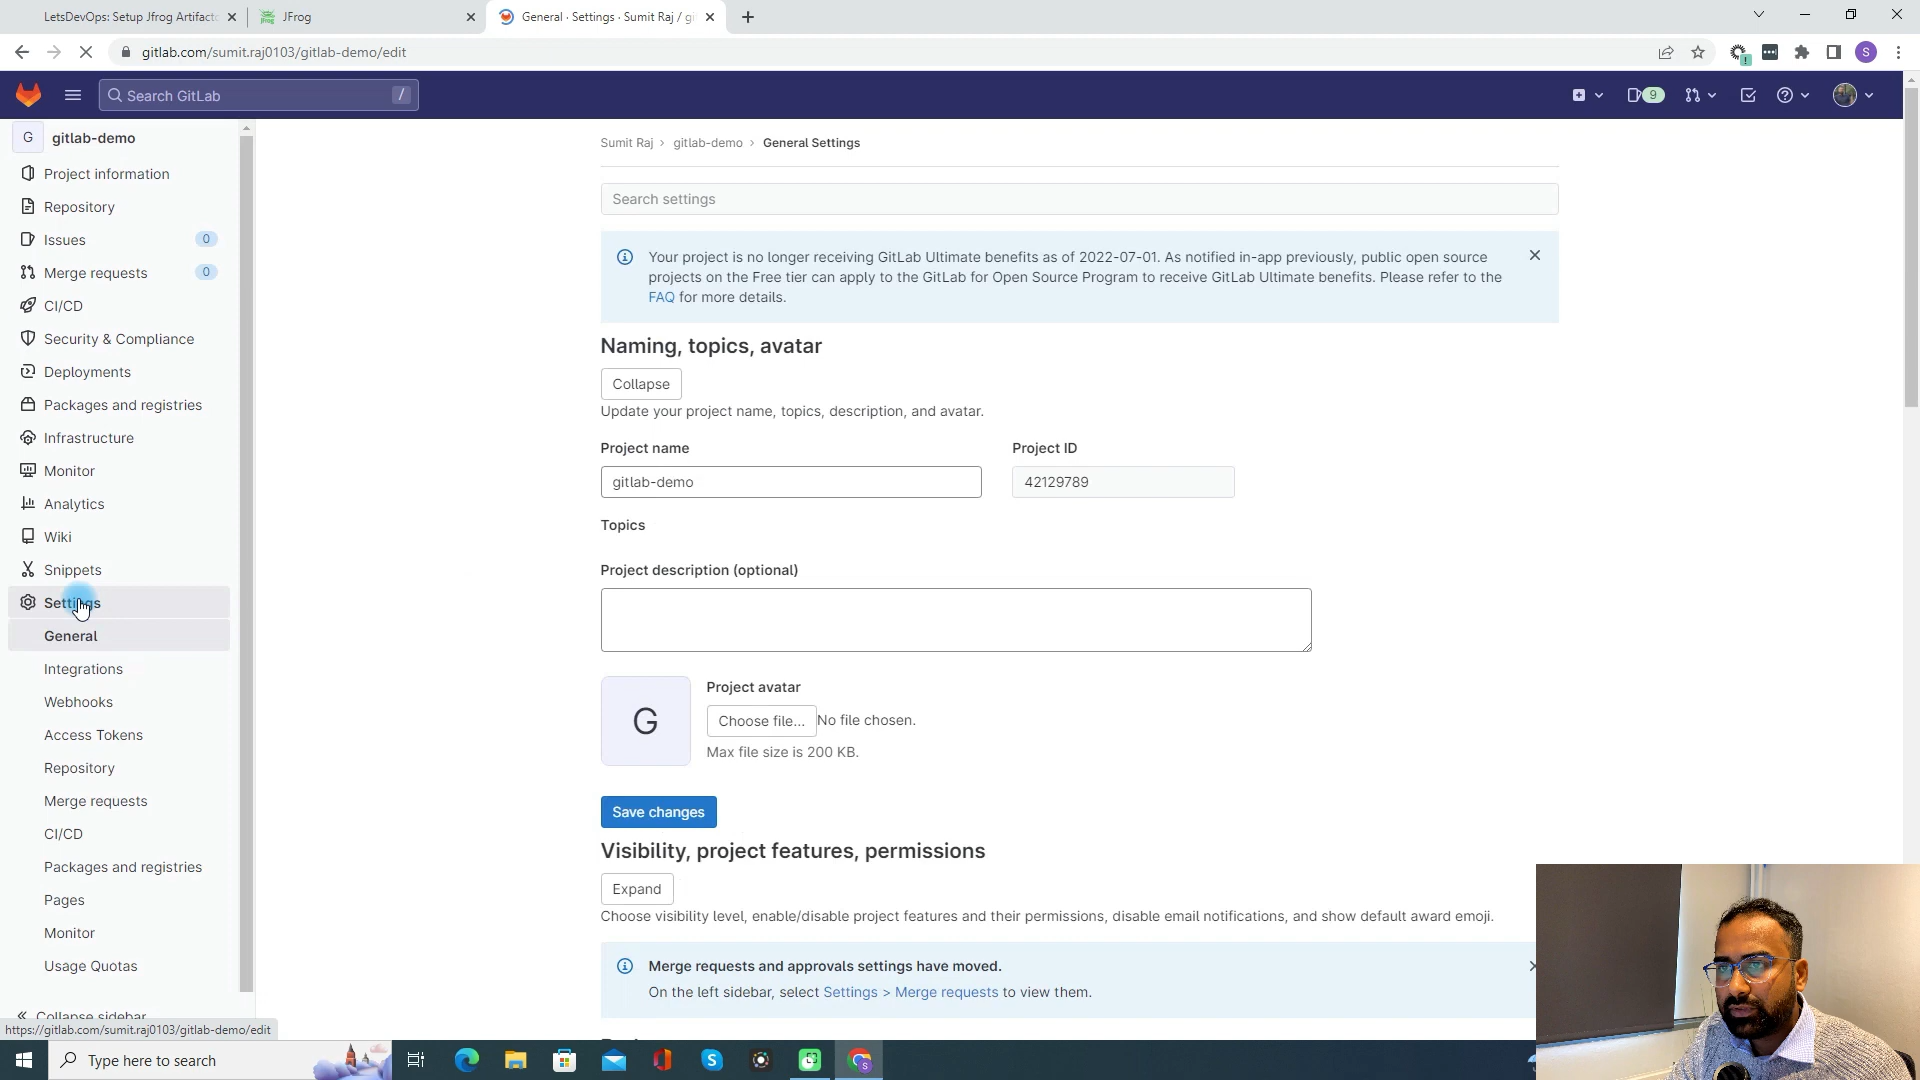 LetsDevOps: Setup Jfrog Artifact
JFrog
General · Settings · Sumit Raj / gi
gitlab.com/sumit.raj0103/gitlab-demo/edit
S
Search GitLab
/
9
G
gitlab-demo
Project information
Repository
Issues
0
Merge requests
0
CI/CD
Security & Compliance
Deployments
Packages and registries
Infrastructure
Monitor
Analytics
Wiki
Snippets
Settings
General
Integrations
Webhooks
Access Tokens
Repository
Merge requests
CI/CD
Packages and registries
Pages
Monitor
Usage Quotas
Collapse sidebar
https://gitlab.com/sumit.raj0103/gitlab-demo/edit
Sumit Raj > gitlab-demo > General Settings
Search settings
Your project is no longer receiving GitLab Ultimate benefits as of 2022-07-01. As notified in-app previously, public open source
projects on the Free tier can apply to the GitLab for Open Source Program to receive GitLab Ultimate benefits. Please refer to the
FAQ for more details.
Naming, topics, avatar
Collapse
Update your project name, topics, description, and avatar.
Project name
Project ID
gitlab-demo
42129789
Topics
Project description (optional)
G
Project avatar
Choose file... No file chosen.
Max file size is 200 KB.
Save changes
Visibility, project features, permissions
Expand
Choose visibility level, enable/disable project features and their permissions, disable email notifications, and show default award emoji.
Merge requests and approvals settings have moved.
On the left sidebar, select Settings > Merge requests to view them.
Type here to search